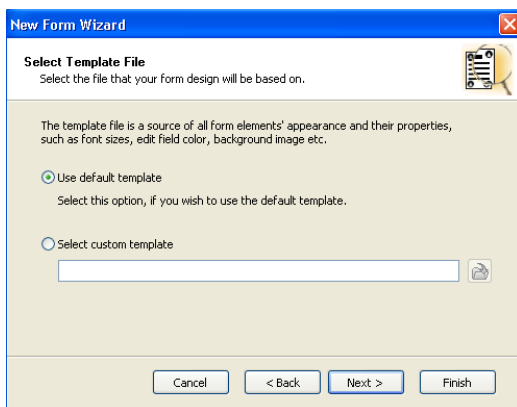 New Form Wizard
Select Template File
Select the file that your form design will be based on.
The template file is a source of all form elements' appearance and their properties,
such as font sizes, edit field color, background image etc.
Use default template
Select this option, if you wish to use the default template.
Select custom template
Cancel
< Back
Next >
Finish